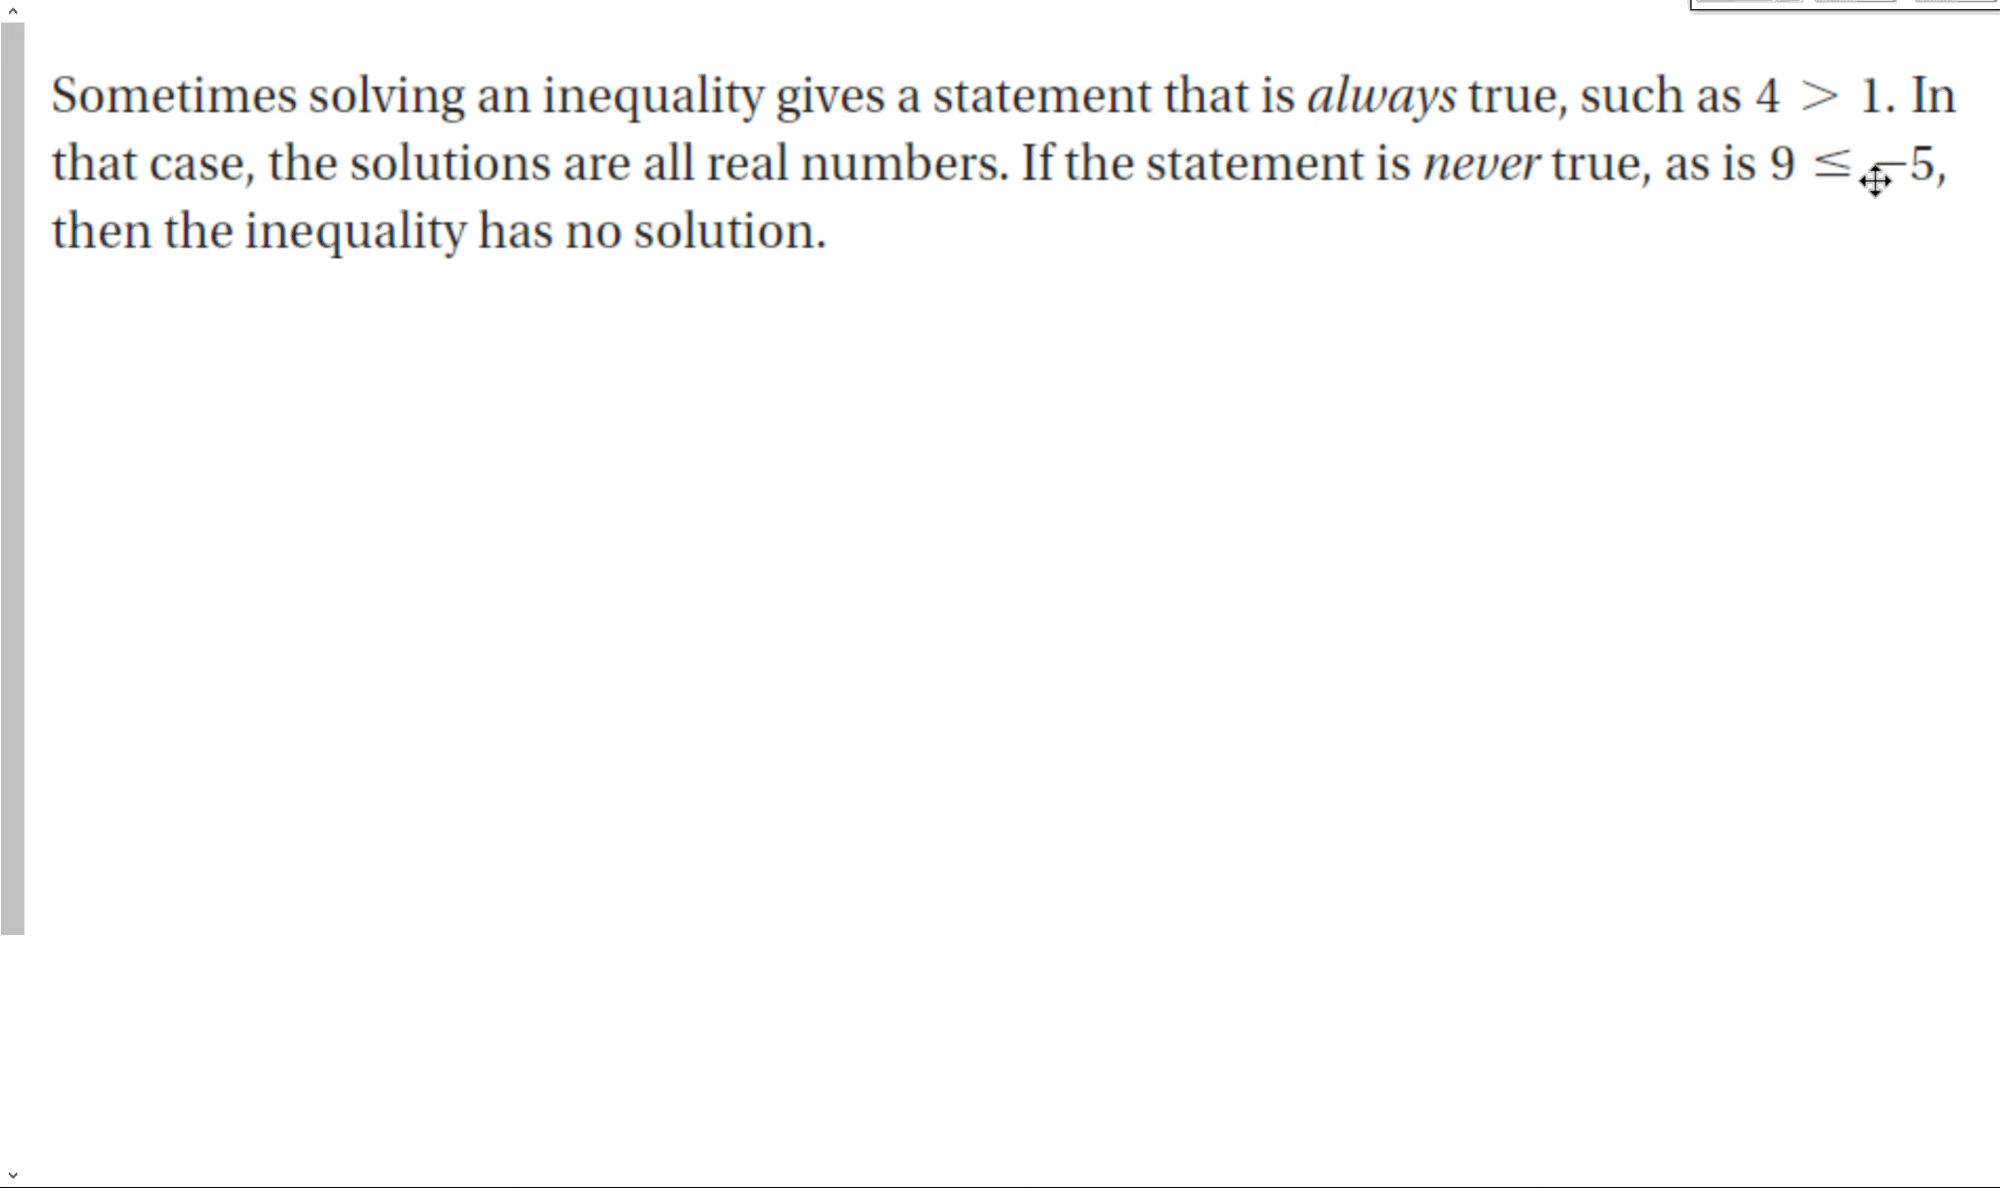 Sometimes solving an inequality gives a statement that is always true, such as 4 > 1. In
that case, the solutions are all real numbers. If the statement is never true, as is 9 ≤ −5,
then the inequality has no solution.